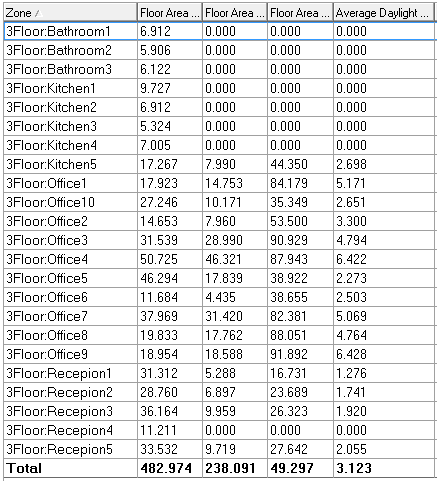 Zone / Floor Area ... Floor Area ... Floor Area ... Average Daylight ...
3Floor:Bathroom1 6.912 0.000 0.000 0.000
3Floor:Bathroom2 5.906 0.000 0.000 0.000
3Floor:Bathroom3 6.122 0.000 0.000 0.000
3Floor:Kitchen1 9.727 0.000 0.000 0.000
3Floor:Kitchen2 6.912 0.000 0.000 0.000
3Floor:Kitchen3 5.324 0.000 0.000 0.000
3Floor:Kitchen4 7.005 0.000 0.000 0.000
3Floor:Kitchen5 17.267 7.990 44.350 2.698
3Floor:Office1 17.923 14.753 84.179 5.171
3Floor:Office10 27.246 10.171 35.349 2.651
3Floor:Office2 14.653 7.960 53.500 3.300
3Floor:Office3 31.539 28.990 90.929 4.794
3Floor:Office4 50.725 46.321 87.943 6.422
3Floor:Office5 46.294 17.839 38.922 2.273
3Floor:Office6 11.684 4.435 38.655 2.503
3Floor:Office7 37.969 31.420 82.381 5.069
3Floor:Office8 19.833 17.762 88.051 4.764
3Floor:Office9 18.954 18.588 91.892 6.428
3Floor:Recepion1 31.312 5.288 16.731 1.276
3Floor:Recepion2 28.760 6.897 23.689 1.741
3Floor:Recepion3 36.164 9.959 26.323 1.920
3Floor:Recepion4 11.211 0.000 0.000 0.000
3Floor:Recepion5 33.532 9.719 27.642 2.055
Total 482.974 238.091 49.297 3.123